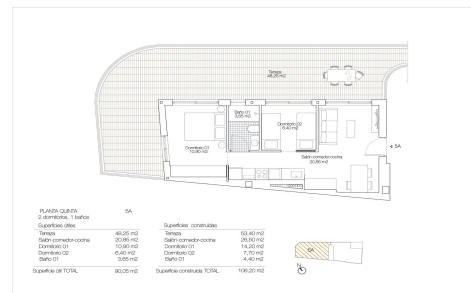 Terraza
48,25 m2
Baño 01
3,65 m2
Dormitorio 02
6,40 m2
Dormitorio 01
10,90 m2
Salón-comedor-cocina
20,85 m2
5A
PLANTA QUINTA 5A
2 dormitorios, 1 baños
Superficies útiles Superficies construidas
Terraza 48,25 m2 Terraza 53,40 m2
Salón-comedor-cocina 20,85 m2 Salón-comedor-cocina 26,50 m2
Dormitorio 01 10,90 m2 Dormitorio 01 14,20 m2
Dormitorio 02 6,40 m2 Dormitorio 02 7,70 m2
Baño 01 3,65 m2 Baño 01 4,40 m2
Superficie útil TOTAL 90,05 m2 Superficie construida TOTAL 106,20 m2
5A
N